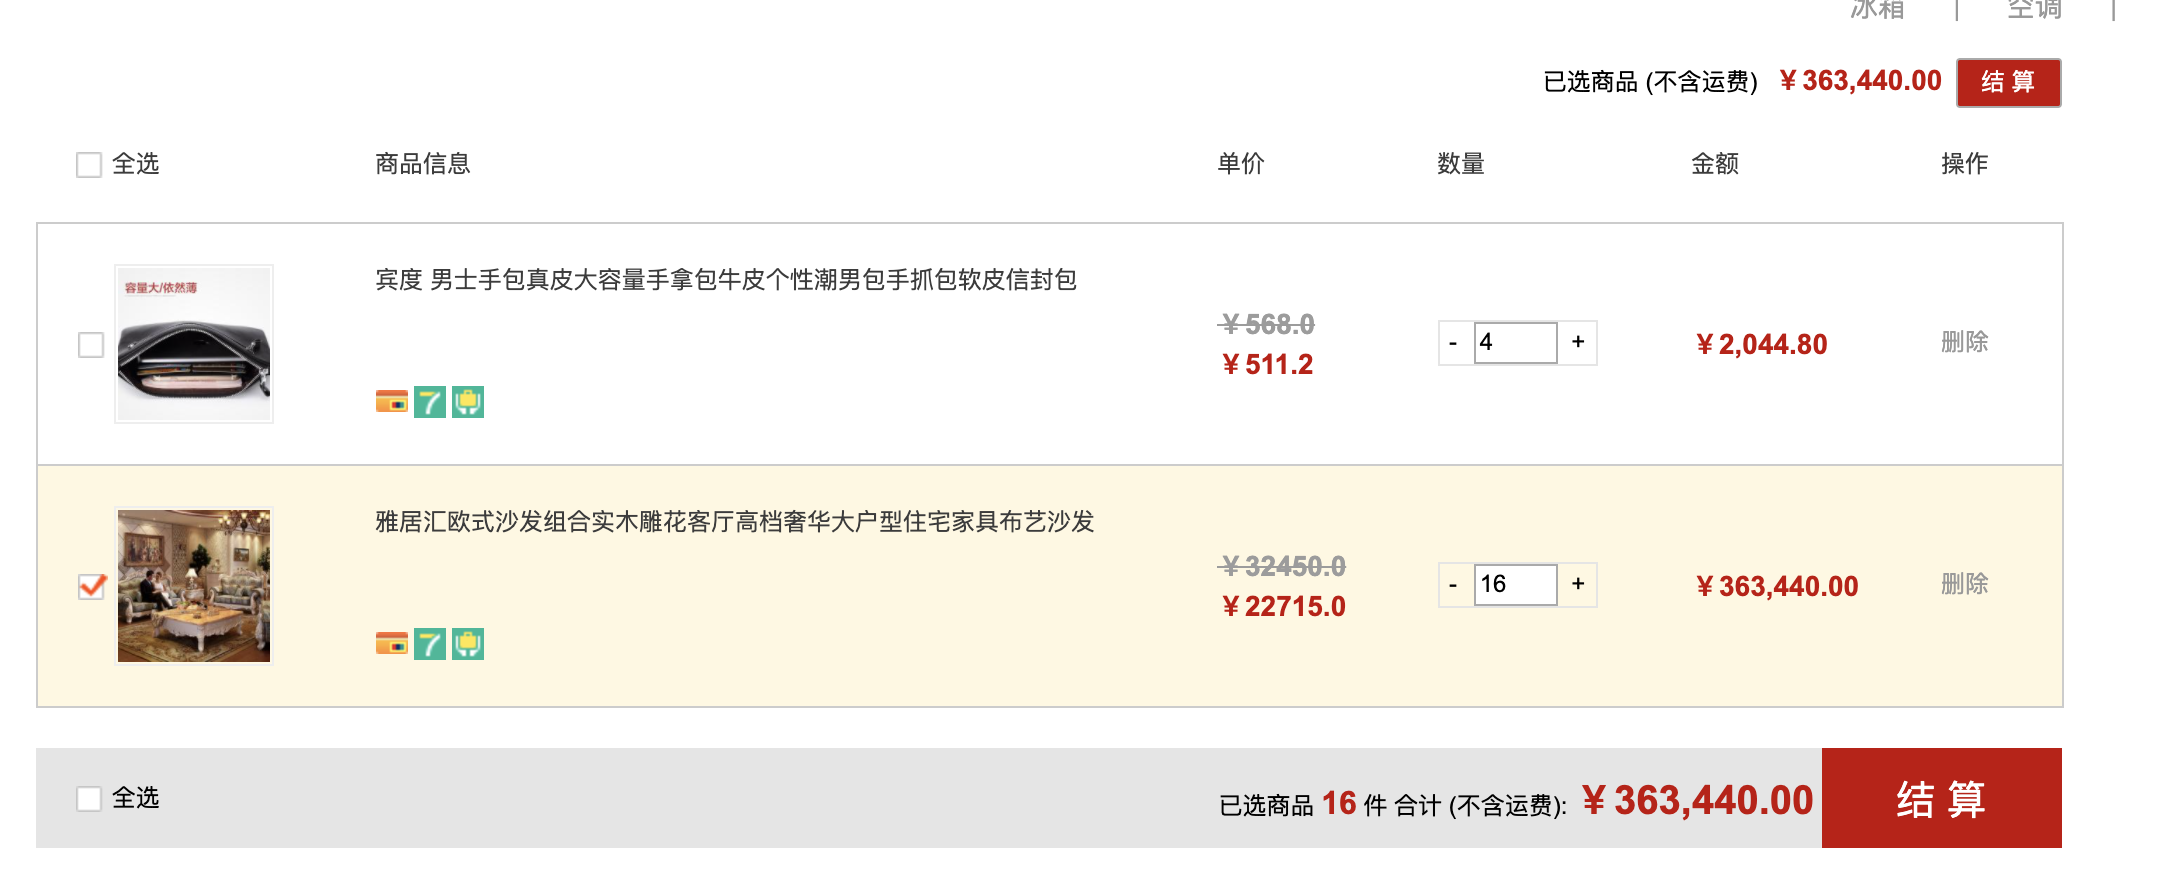 冰箱 | 空调 |
已选商品 (不含运费) ¥363,440.00 结 算
全选 商品信息 单价 数量 金额 操作
容量大/依然薄
宾度 男士手包真皮大容量手拿包牛皮个性潮男包手抓包软皮信封包
¥568.0
¥511.2
- 4 +
¥2,044.80
删除
7
雅居汇欧式沙发组合实木雕花客厅高档奢华大户型住宅家具布艺沙发
¥32450.0
¥22715.0
- 16 +
¥363,440.00
删除
7
全选 已选商品 16 件 合计 (不含运费): ¥363,440.00 结 算